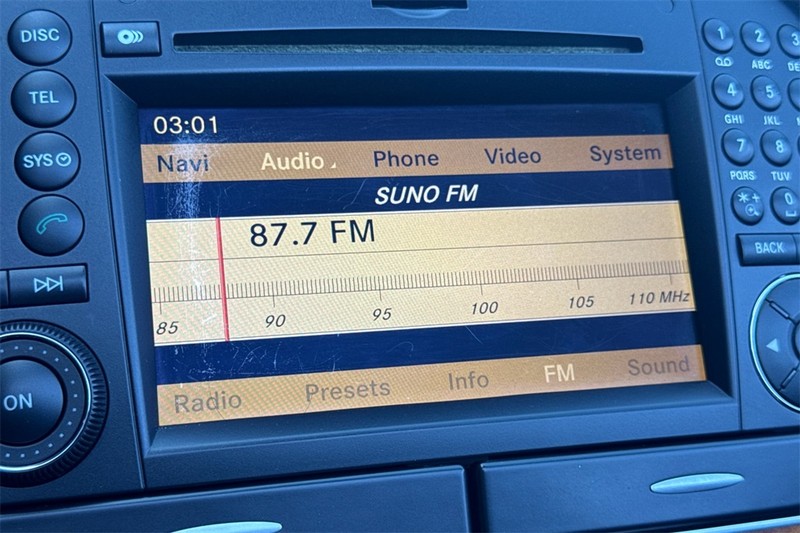 DISC
TEL
SYS
ON
03:01
Navi Audio Phone Video System
SUNO FM
87.7 FM
85 90 95 100 105 110 MHz
Radio Presets Info FM Sound
1 2 3
ABC
4 5
GHI JKL
7 8
PQRS TUV
* 0
BACK